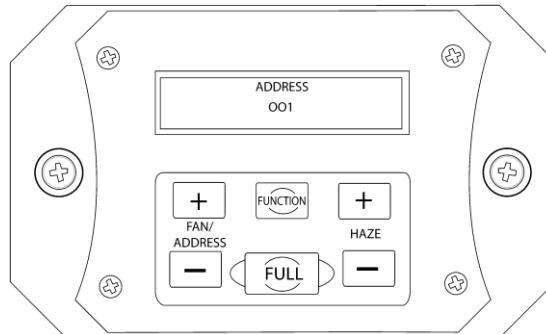 ADDRESS
OO1
+
FUNCTION
+
FAN/
ADDRESS
HAZE
−
FULL
−